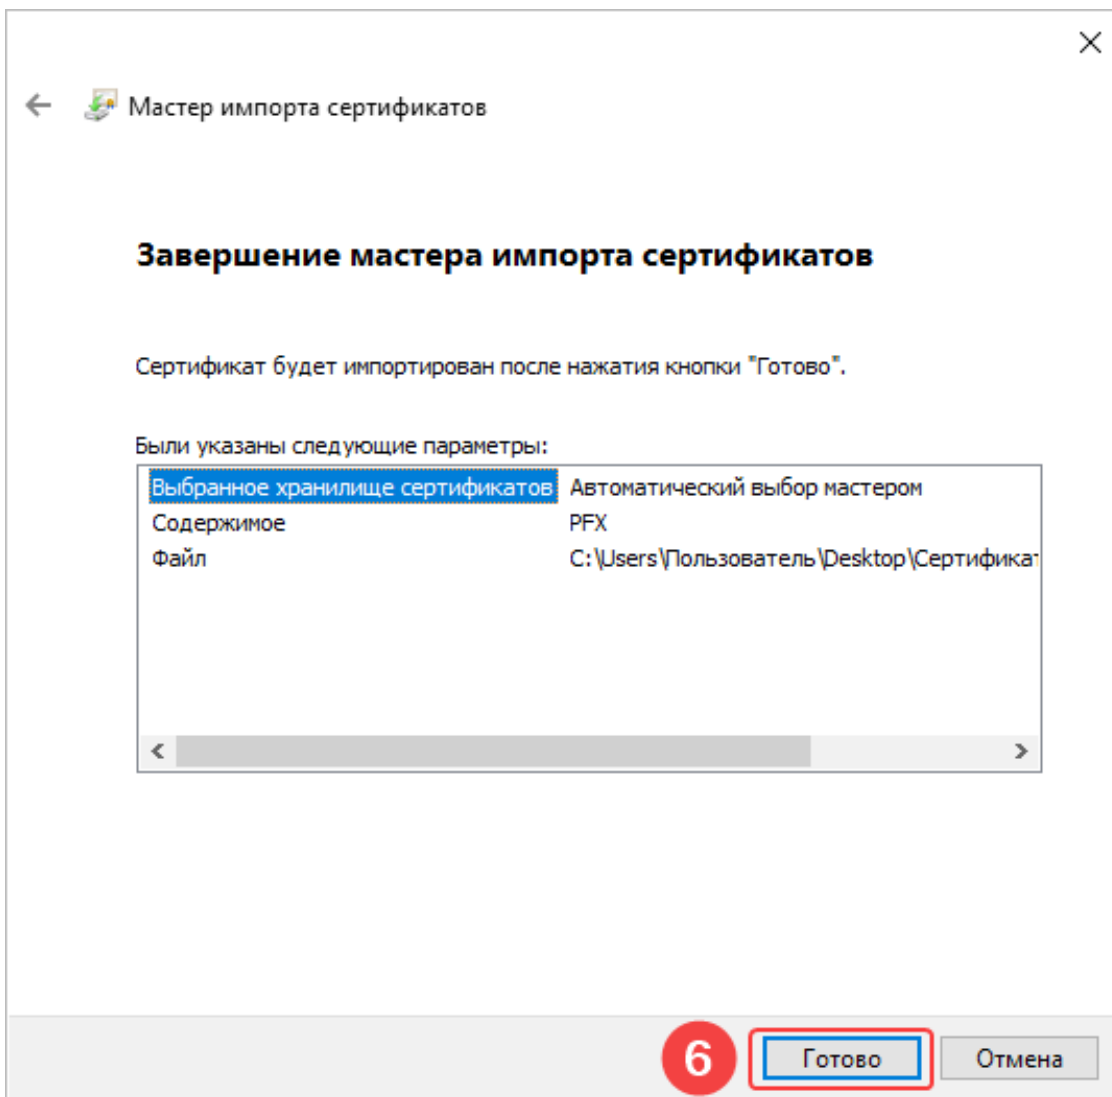 Мастер импорта сертификатов
Завершение мастера импорта сертификатов
Сертификат будет импортирован после нажатия кнопки "Готово".
Были указаны следующие параметры:
Выбранное хранилище сертификатов Автоматический выбор мастером
Содержимое PFX
Файл C:\Users\Пользователь\Desktop\Сертификат
6 Готово Отмена